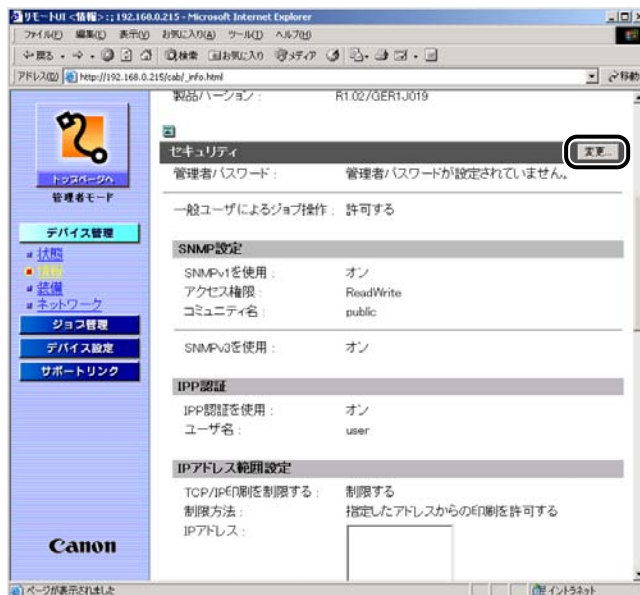 リモートUI <情報>:;192.168.0.215 - Microsoft Internet Explorer
ファイル(F) 編集(E) 表示(V) お気に入り(A) ツール(T) ヘルプ(H)
戻る 検索 お気に入り メディア
アドレス(D) http://192.168.0.215/cab/_info.html 移動
製品バージョン : R1.02/GER1J019
セキュリティ 変更...
管理者パスワード : 管理者パスワードが設定されていません。
一般ユーザによるジョブ操作 : 許可する
SNMP設定
SNMPv1を使用 : オン
アクセス権限 : ReadWrite
コミュニティ名 : public
SNMPv3を使用 : オン
IPP認証
IPP認証を使用 : オン
ユーザ名 : user
IPアドレス範囲設定
TCP/IP印刷を制限する : 制限する
制限方法 : 指定したアドレスからの印刷を許可する
IPアドレス :
トップページへ
管理者モード
デバイス管理
状態
情報
装備
ネットワーク
ジョブ管理
デバイス設定
サポートリンク
Canon
ページが表示されました イントラネット